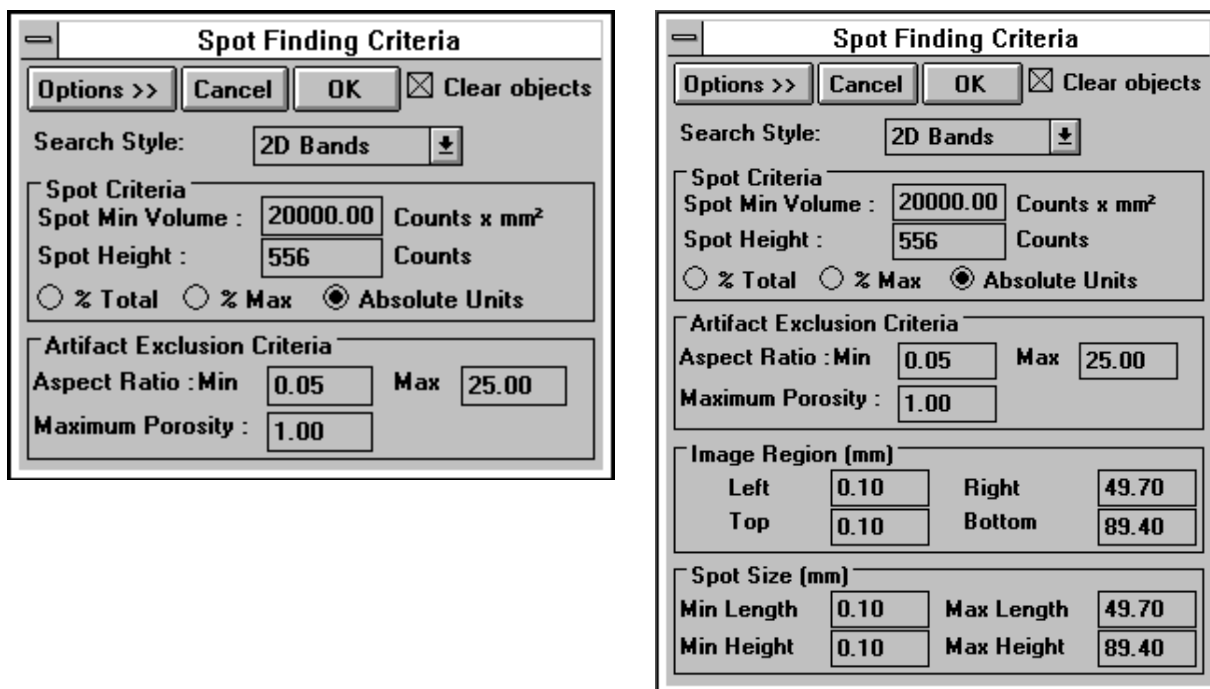 Spot Finding Criteria
Options >> Cancel OK Clear objects
Search Style: 2D Bands
Spot Criteria
Spot Min Volume : 20000.00 Counts x mm²
Spot Height : 556 Counts
% Total % Max Absolute Units
Artifact Exclusion Criteria
Aspect Ratio : Min 0.05 Max 25.00
Maximum Porosity : 1.00
Spot Finding Criteria
Options >> Cancel OK Clear objects
Search Style: 2D Bands
Spot Criteria
Spot Min Volume : 20000.00 Counts x mm²
Spot Height : 556 Counts
% Total % Max Absolute Units
Artifact Exclusion Criteria
Aspect Ratio : Min 0.05 Max 25.00
Maximum Porosity : 1.00
Image Region (mm)
Left 0.10 Right 49.70
Top 0.10 Bottom 89.40
Spot Size (mm)
Min Length 0.10 Max Length 49.70
Min Height 0.10 Max Height 89.40